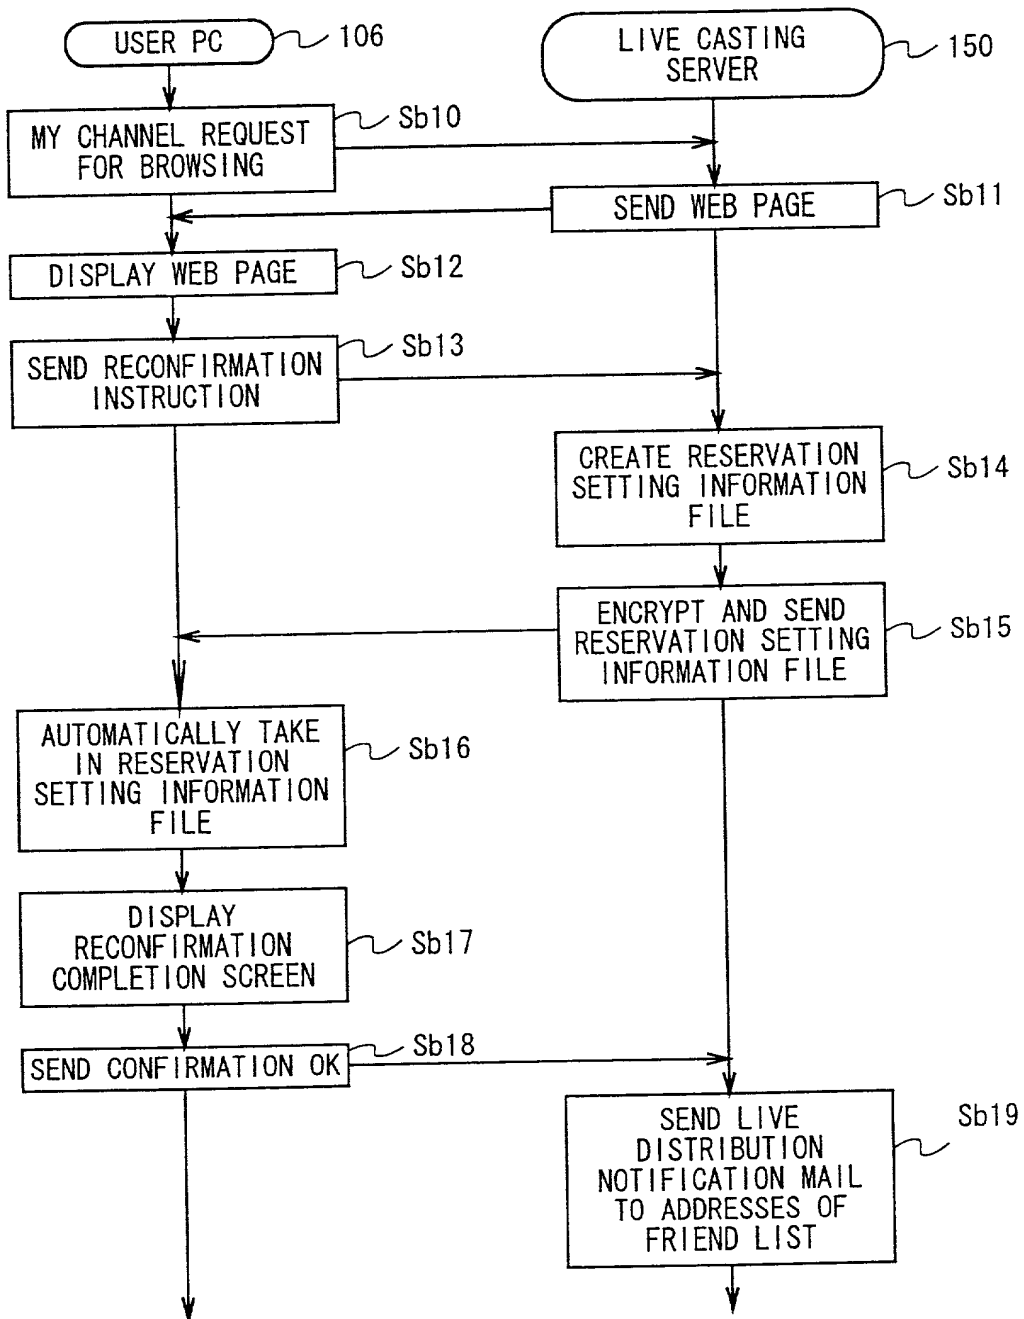 USER PC
106
LIVE CASTING
SERVER
150
MY CHANNEL REQUEST
FOR BROWSING
Sb10
SEND WEB PAGE
Sb11
DISPLAY WEB PAGE
Sb12
SEND RECONFIRMATION
INSTRUCTION
Sb13
CREATE RESERVATION
SETTING INFORMATION
FILE
Sb14
ENCRYPT AND SEND
RESERVATION SETTING
INFORMATION FILE
Sb15
AUTOMATICALLY TAKE
IN RESERVATION
SETTING INFORMATION
FILE
Sb16
DISPLAY
RECONFIRMATION
COMPLETION SCREEN
Sb17
SEND CONFIRMATION OK
Sb18
SEND LIVE
DISTRIBUTION
NOTIFICATION MAIL
TO ADDRESSES OF
FRIEND LIST
Sb19